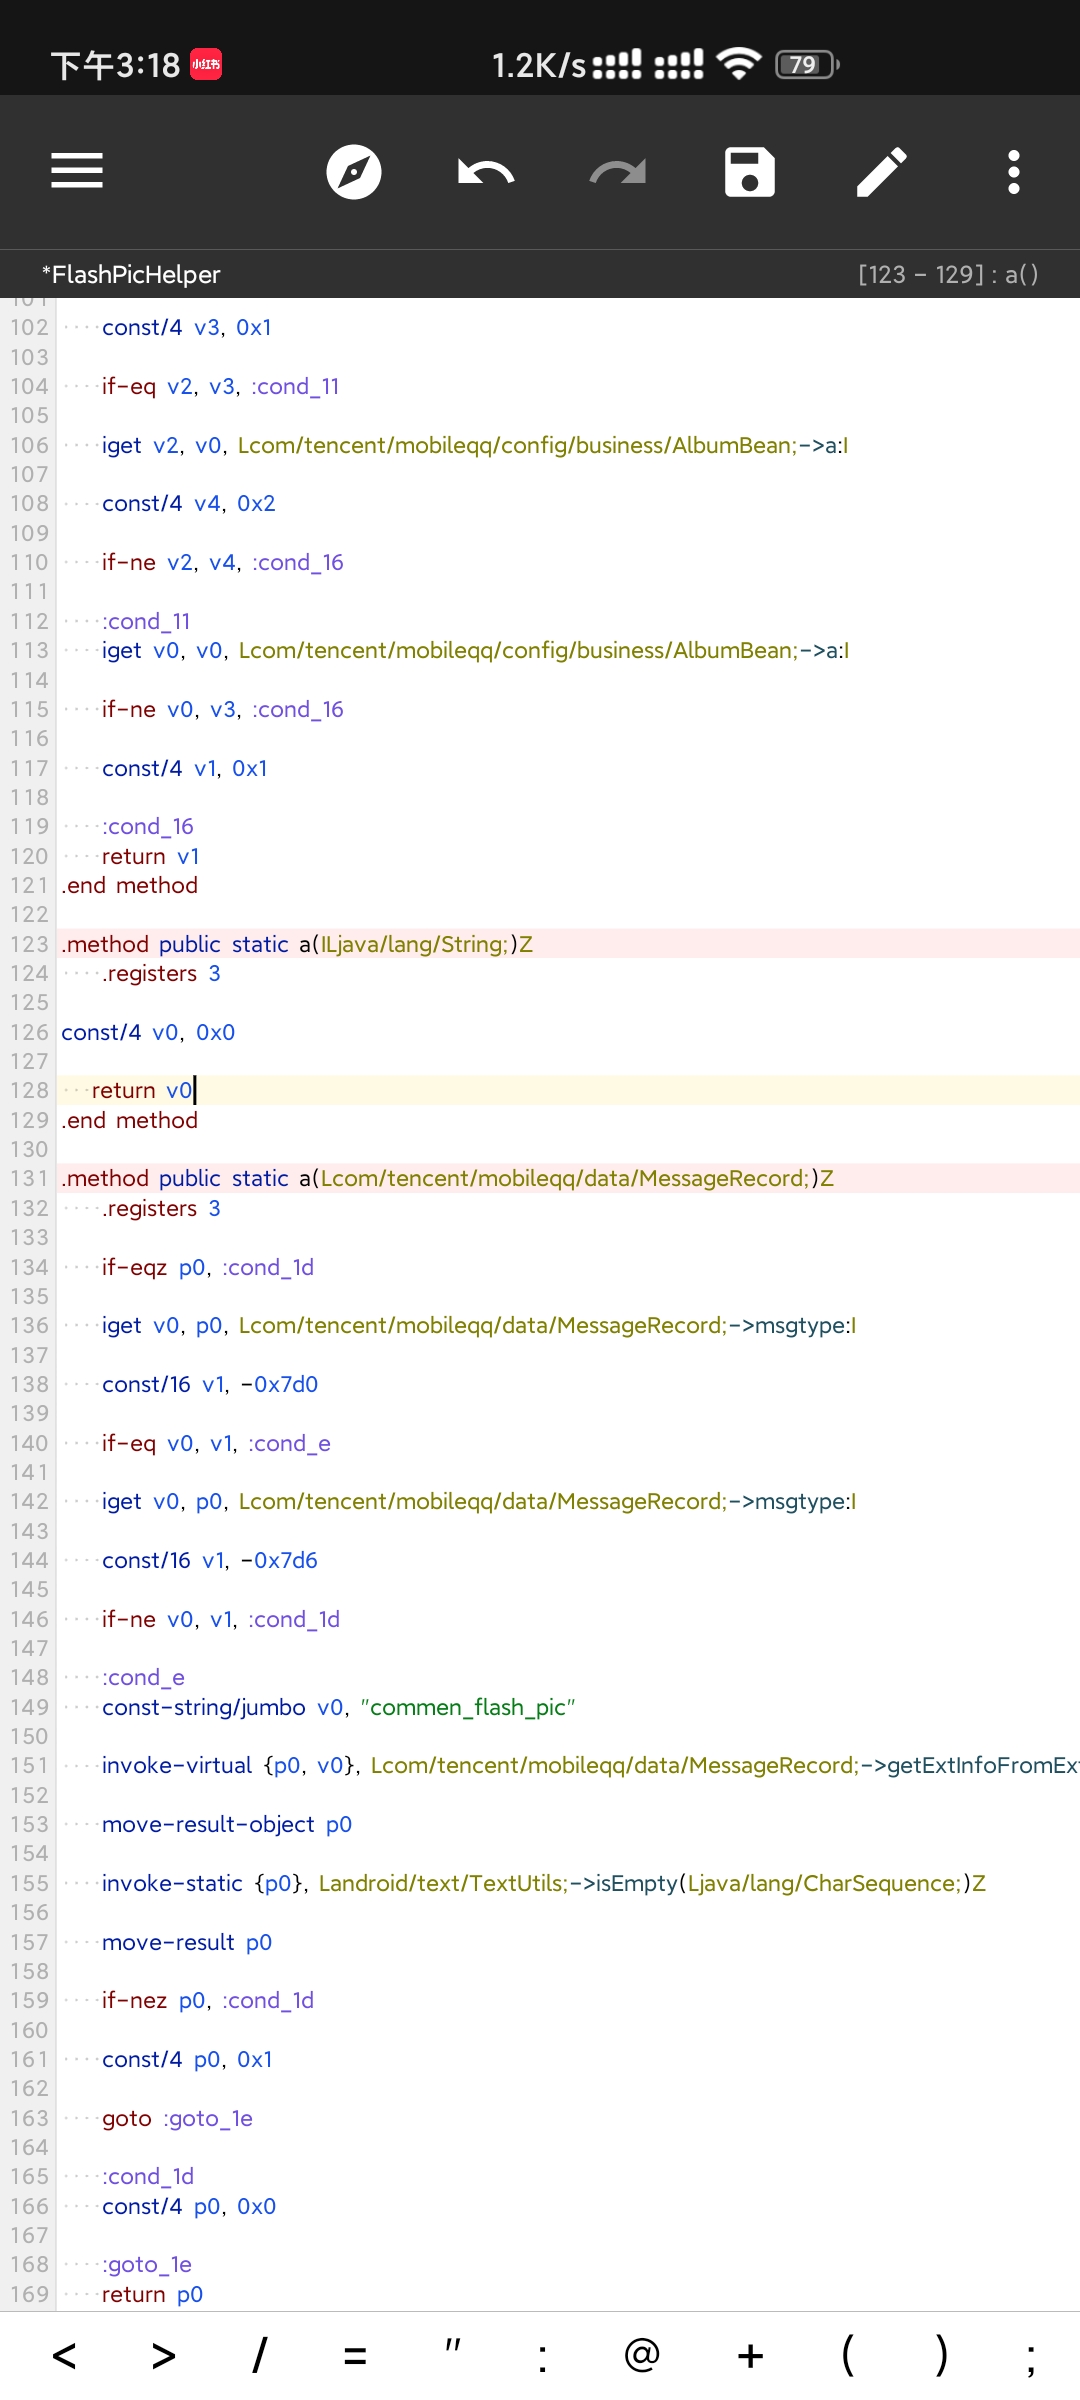 下午3:18 小红书 1.2K/s 79
*FlashPicHelper [123 - 129] : a()
102 const/4 v3, 0x1
103
104 if-eq v2, v3, :cond_11
105
106 iget v2, v0, Lcom/tencent/mobileqq/config/business/AlbumBean;->a:I
107
108 const/4 v4, 0x2
109
110 if-ne v2, v4, :cond_16
111
112 :cond_11
113 iget v0, v0, Lcom/tencent/mobileqq/config/business/AlbumBean;->a:I
114
115 if-ne v0, v3, :cond_16
116
117 const/4 v1, 0x1
118
119 :cond_16
120 return v1
121 .end method
122
123 .method public static a(ILjava/lang/String;)Z
124 .registers 3
125
126 const/4 v0, 0x0
127
128 return v0
129 .end method
130
131 .method public static a(Lcom/tencent/mobileqq/data/MessageRecord;)Z
132 .registers 3
133
134 if-eqz p0, :cond_1d
135
136 iget v0, p0, Lcom/tencent/mobileqq/data/MessageRecord;->msgtype:I
137
138 const/16 v1, -0x7d0
139
140 if-eq v0, v1, :cond_e
141
142 iget v0, p0, Lcom/tencent/mobileqq/data/MessageRecord;->msgtype:I
143
144 const/16 v1, -0x7d6
145
146 if-ne v0, v1, :cond_1d
147
148 :cond_e
149 const-string/jumbo v0, "commen_flash_pic"
150
151 invoke-virtual {p0, v0}, Lcom/tencent/mobileqq/data/MessageRecord;->getExtInfoFromEx
152
153 move-result-object p0
154
155 invoke-static {p0}, Landroid/text/TextUtils;->isEmpty(Ljava/lang/CharSequence;)Z
156
157 move-result p0
158
159 if-nez p0, :cond_1d
160
161 const/4 p0, 0x1
162
163 goto :goto_1e
164
165 :cond_1d
166 const/4 p0, 0x0
167
168 :goto_1e
169 return p0
< > / = " : @ + ( ) ;